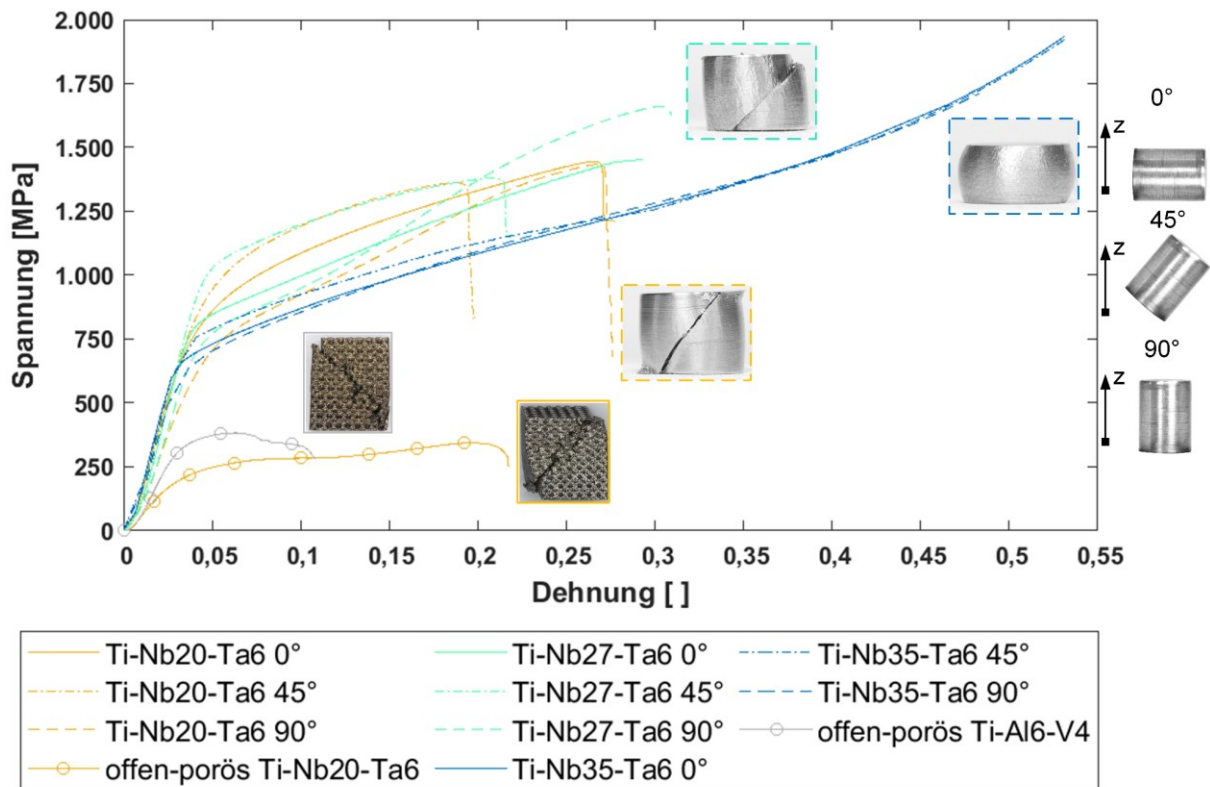 2.000
1.750
1.500
1.250
1.000
750
500
250
0
Spannung [MPa]
0
0,05
0,1
0,15
0,2
0,25
0,3
0,35
0,4
0,45
0,5
0,55
Dehnung [ ]
0°
z
45°
z
90°
z
Ti-Nb20-Ta6 0°
Ti-Nb27-Ta6 0°
Ti-Nb35-Ta6 45°
Ti-Nb20-Ta6 45°
Ti-Nb27-Ta6 45°
Ti-Nb35-Ta6 90°
Ti-Nb20-Ta6 90°
Ti-Nb27-Ta6 90°
offen-porös Ti-Al6-V4
offen-porös Ti-Nb20-Ta6
Ti-Nb35-Ta6 0°